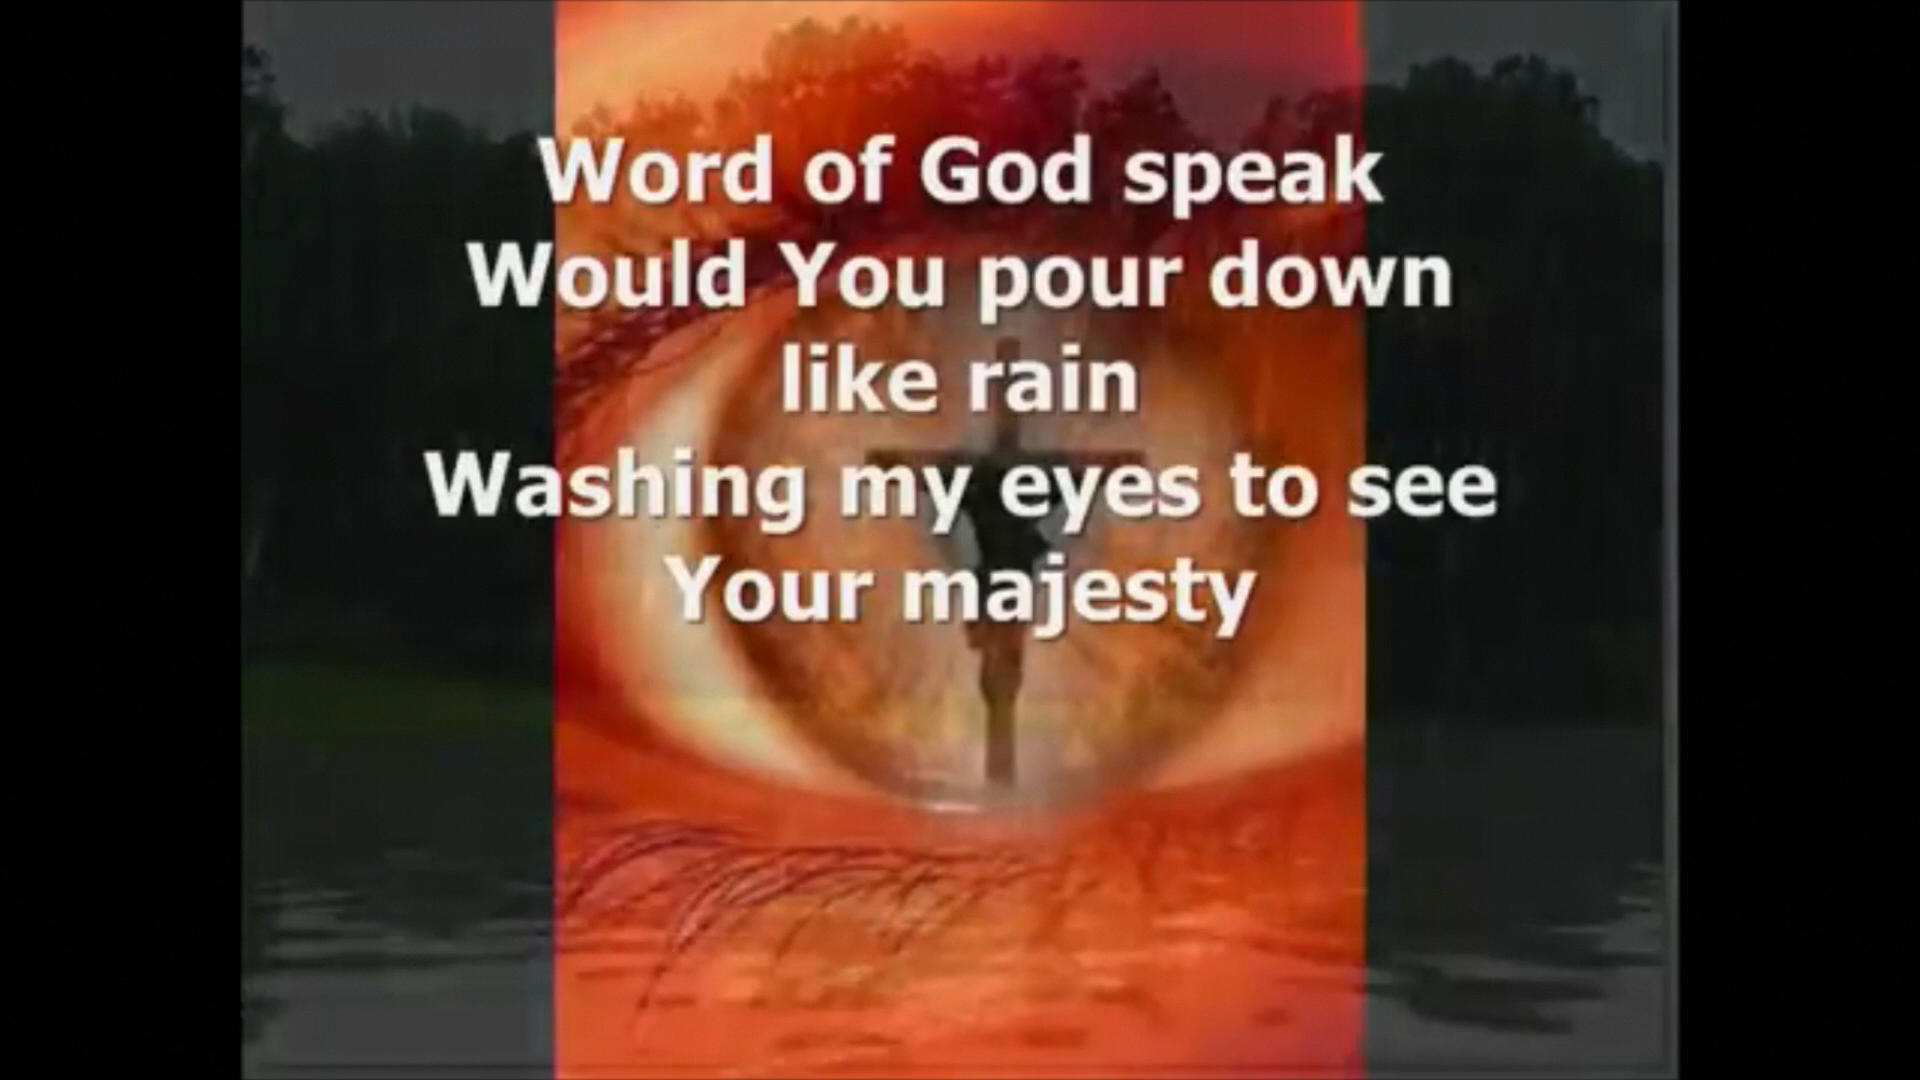 Word of God speak
Would You pour down
like rain
Washing my eyes to see
Your majesty